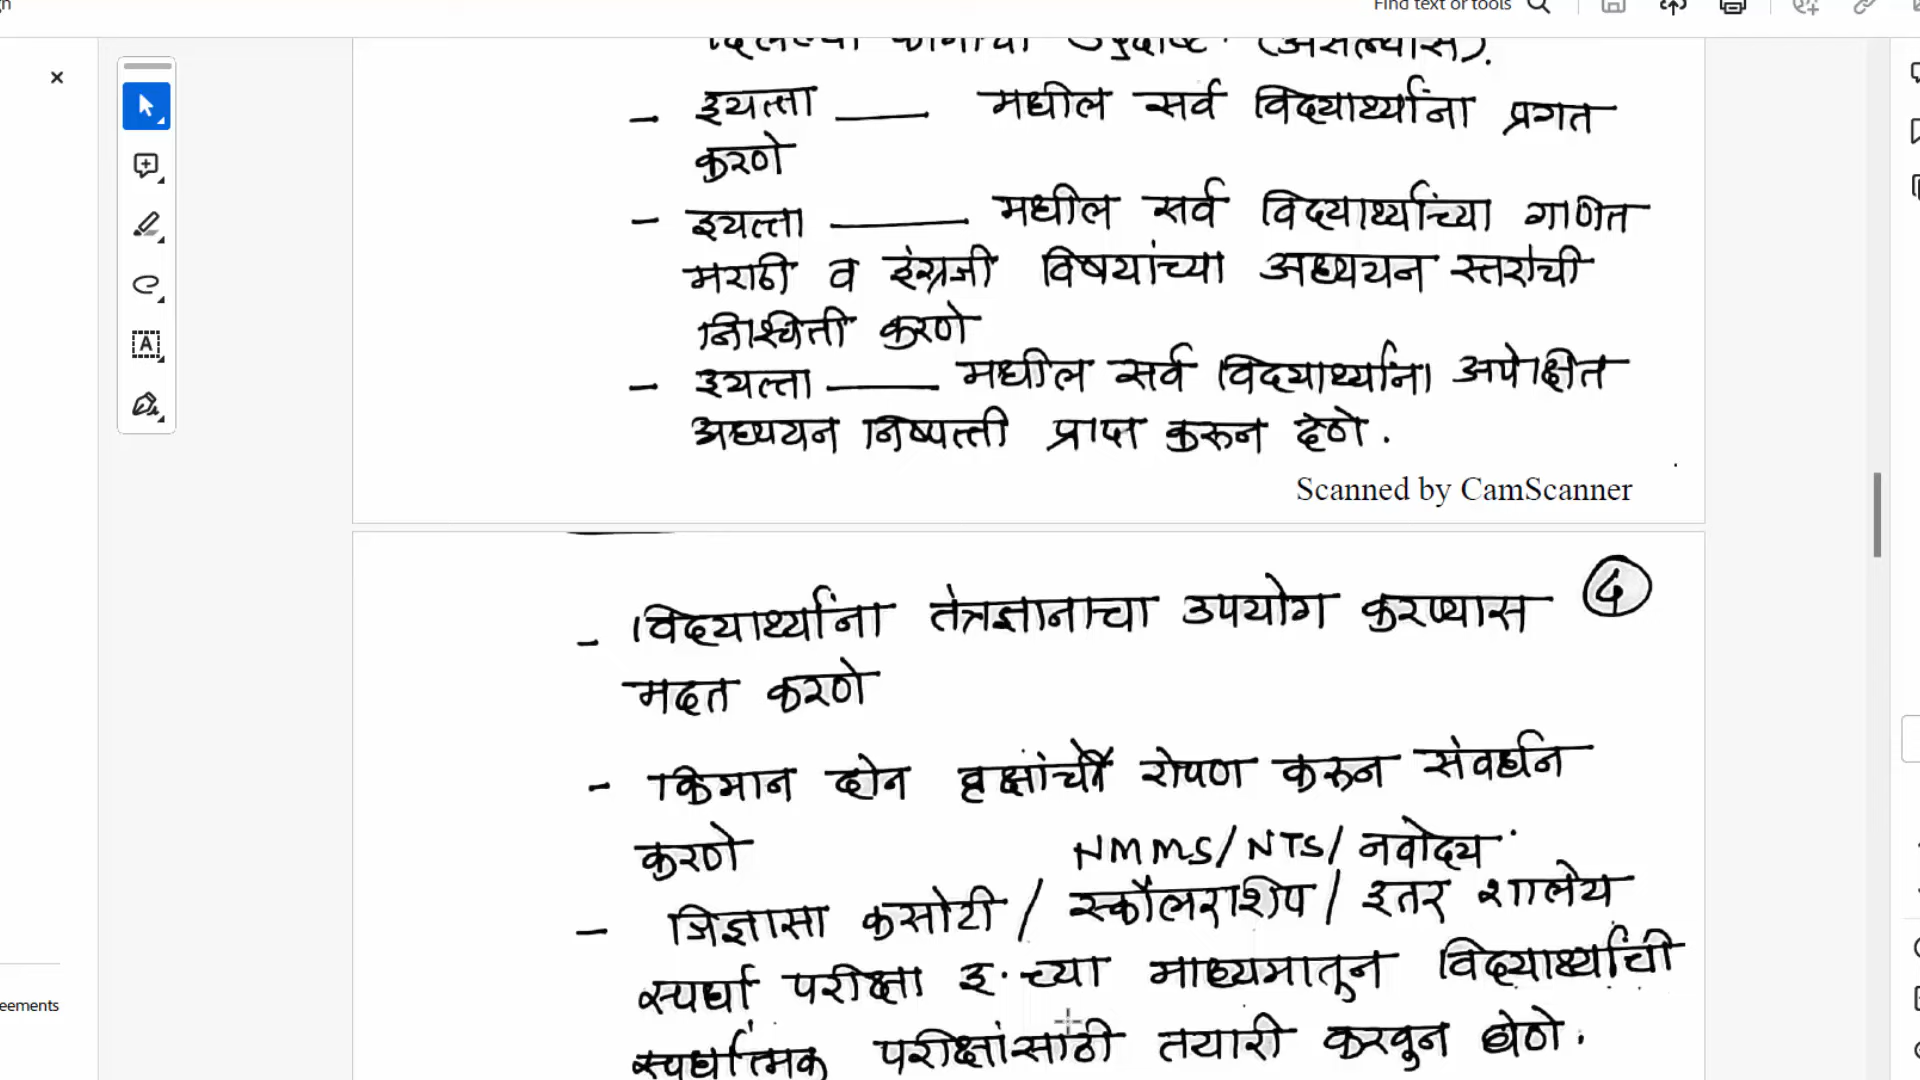 Find text or tools
दिलेल्या कामाचे उद्दिष्ट (असल्यास).
- इयत्ता ____ मधील सर्व विद्यार्थ्यांना प्रगत
करणे
- इयत्ता ____ मधील सर्व विद्यार्थ्यांच्या गणित
मराठी व इंग्रजी विषयांच्या अध्ययन स्तरांची
निश्चिती करणे
- इयत्ता ____ मधील सर्व विद्यार्थ्यांना अपेक्षित
अध्ययन निष्पत्ती प्राप्त करून देणे.
Scanned by CamScanner
- विद्यार्थ्यांना तंत्रज्ञानाचा उपयोग करण्यास
मदत करणे
- किमान दोन वृक्षांचे रोपण करून संवर्धन
करणे
NMMS/NTS/नवोदय
- जिज्ञासा कसोटी / स्कॉलरशिप / इतर शालेय
स्पर्धा परीक्षा इ. च्या माध्यमातून विद्यार्थ्यांची
स्पर्धात्मक परीक्षांसाठी तयारी करवून घेणे.
eements